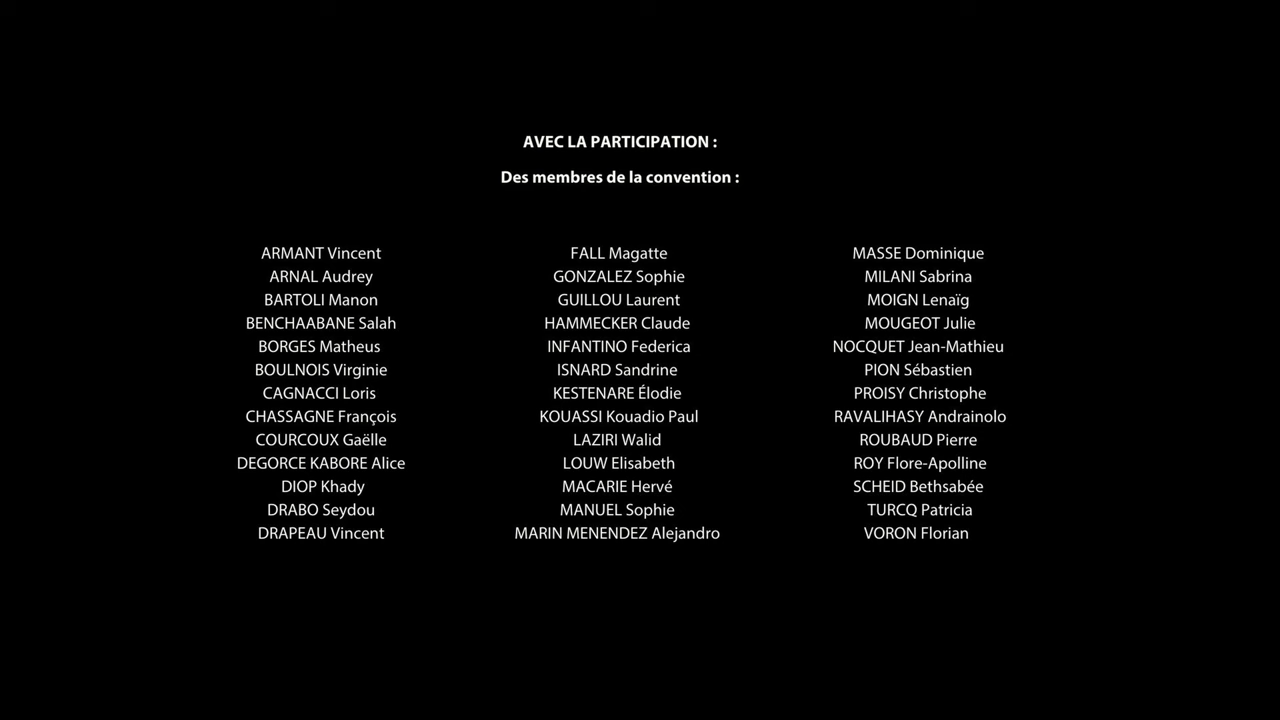 AVEC LA PARTICIPATION :
Des membres de la convention :
ARMANT Vincent
ARNAL Audrey
BARTOLI Manon
BENCHAABANE Salah
BORGES Matheus
BOULNOIS Virginie
CAGNACCI Loris
CHASSAGNE François
COURCOUX Gaëlle
DEGORCE KABORE Alice
DIOP Khady
DRABO Seydou
DRAPEAU Vincent
FALL Magatte
GONZALEZ Sophie
GUILLOU Laurent
HAMMECKER Claude
INFANTINO Federica
ISNARD Sandrine
KESTENARE Élodie
KOUASSI Kouadio Paul
LAZIRI Walid
LOUW Elisabeth
MACARIE Hervé
MANUEL Sophie
MARIN MENENDEZ Alejandro
MASSE Dominique
MILANI Sabrina
MOIGN Lenaïg
MOUGEOT Julie
NOCQUET Jean-Mathieu
PION Sébastien
PROISY Christophe
RAVALIHASY Andrainolo
ROUBAUD Pierre
ROY Flore-Apolline
SCHEID Bethsabée
TURCQ Patricia
VORON Florian